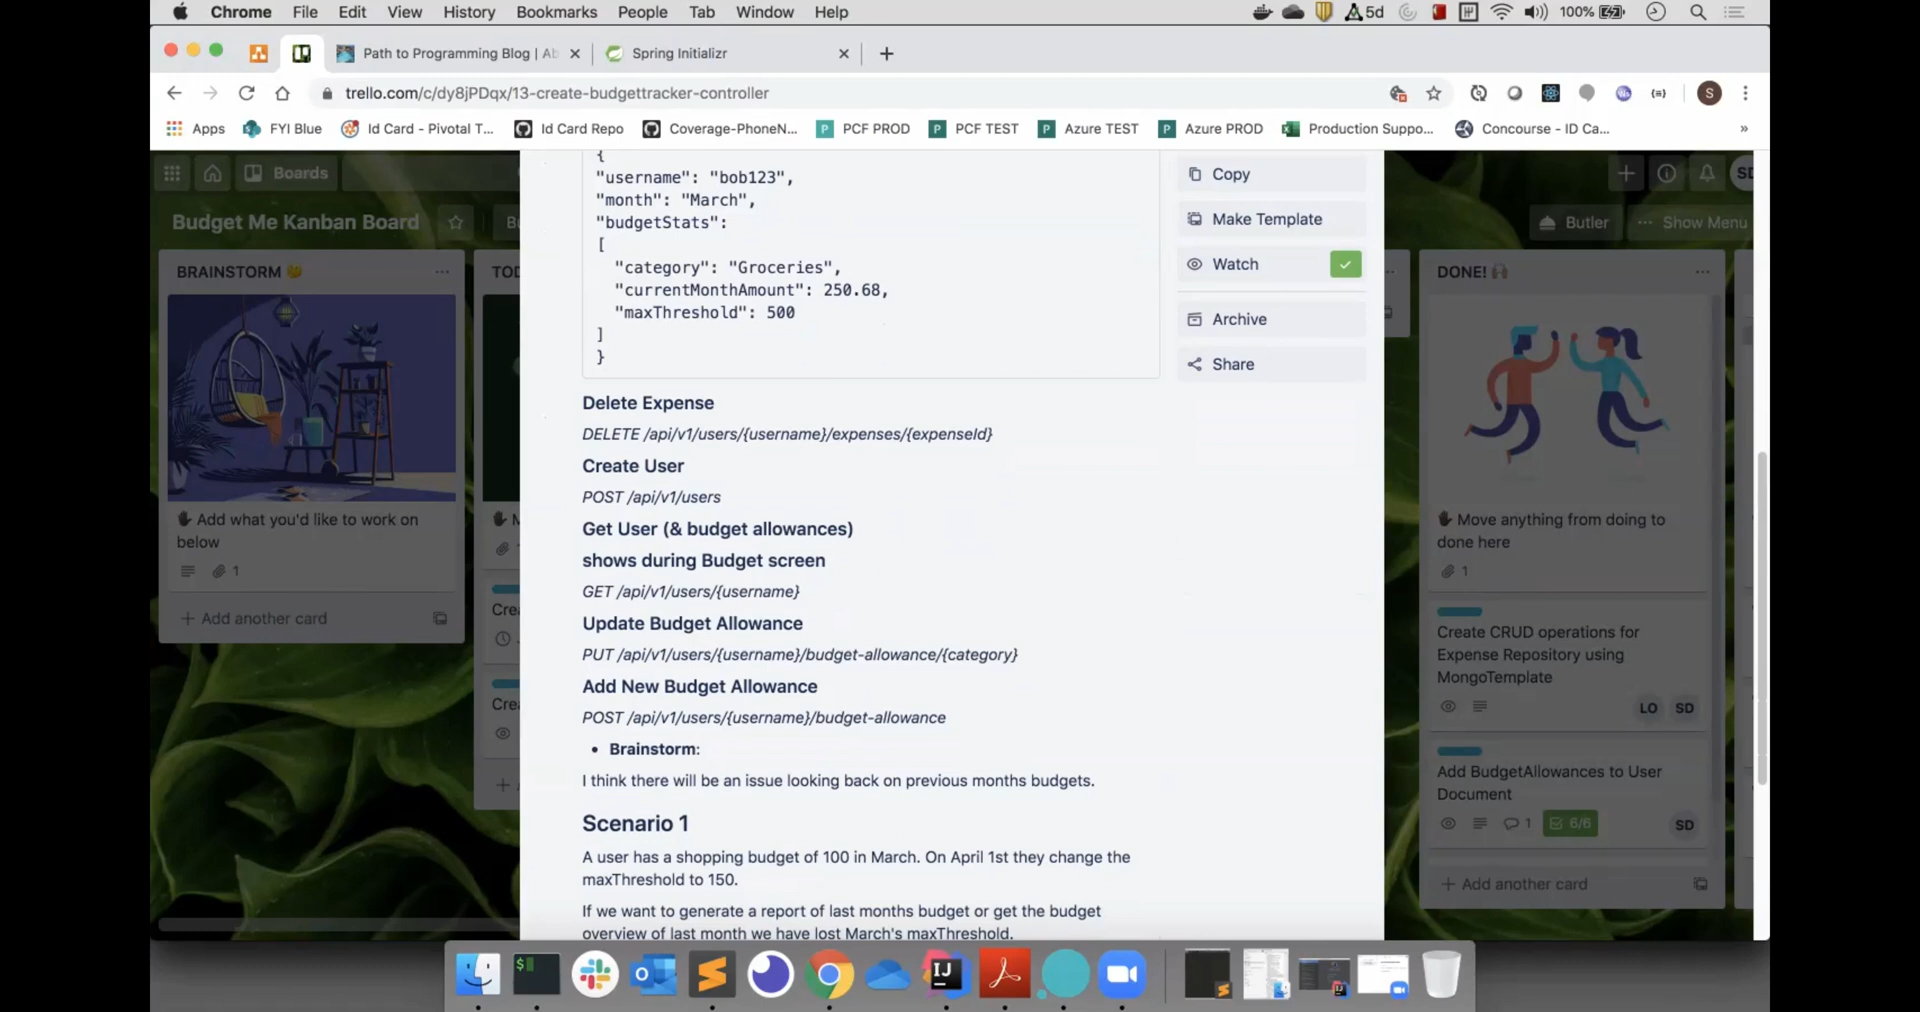 Chrome File Edit View History Bookmarks People Tab Window Help
5d 100%
Path to Programming Blog | Ab
Spring Initializr
trello.com/c/dy8jPDqx/13-create-budgettracker-controller
S
Apps FYI Blue Id Card - Pivotal T... Id Card Repo Coverage-PhoneN... PCF PROD PCF TEST Azure TEST Azure PROD Production Suppo... Concourse - ID Ca... »
Boards
Budget Me Kanban Board
Butler
Show Menu
BRAINSTORM
Add what you'd like to work on
below
1
+ Add another card
{
"username": "bob123",
"month": "March",
"budgetStats":
[
"category": "Groceries",
"currentMonthAmount": 250.68,
"maxThreshold": 500
]
}
Delete Expense
DELETE /api/v1/users/{username}/expenses/{expenseId}
Create User
POST /api/v1/users
Get User (& budget allowances)
shows during Budget screen
GET /api/v1/users/{username}
Update Budget Allowance
PUT /api/v1/users/{username}/budget-allowance/{category}
Add New Budget Allowance
POST /api/v1/users/{username}/budget-allowance
• Brainstorm:
I think there will be an issue looking back on previous months budgets.
Scenario 1
A user has a shopping budget of 100 in March. On April 1st they change the
maxThreshold to 150.
If we want to generate a report of last months budget or get the budget
overview of last month we have lost March's maxThreshold.
Copy
Make Template
Watch
Archive
Share
DONE!
Move anything from doing to
done here
1
Create CRUD operations for
Expense Repository using
MongoTemplate
LO SD
Add BudgetAllowances to User
Document
1 6/6 SD
+ Add another card
$
IJ